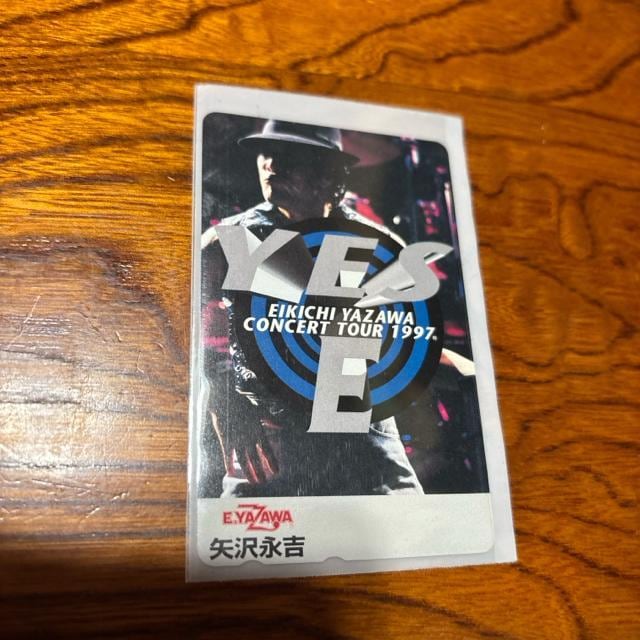 YES
EIKICHI YAZAWA
CONCERT TOUR 1997
E
E.YAZAWA
矢沢永吉